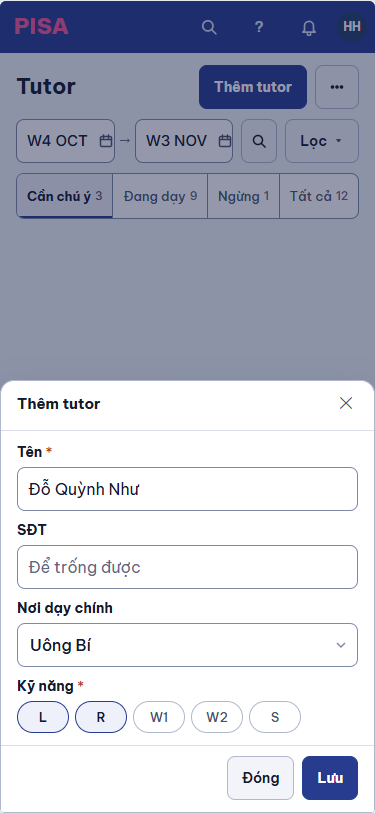 PISA
?
HH
Tutor
Thêm tutor
•••
W4 OCT → W3 NOV
Lọc
Cần chú ý 3
Đang dạy 9
Ngừng 1
Tất cả 12
Thêm tutor
Tên *
Đỗ Quỳnh Như
SĐT
Để trống được
Nơi dạy chính
Uông Bí
Kỹ năng *
L R W1 W2 S
Đóng
Lưu